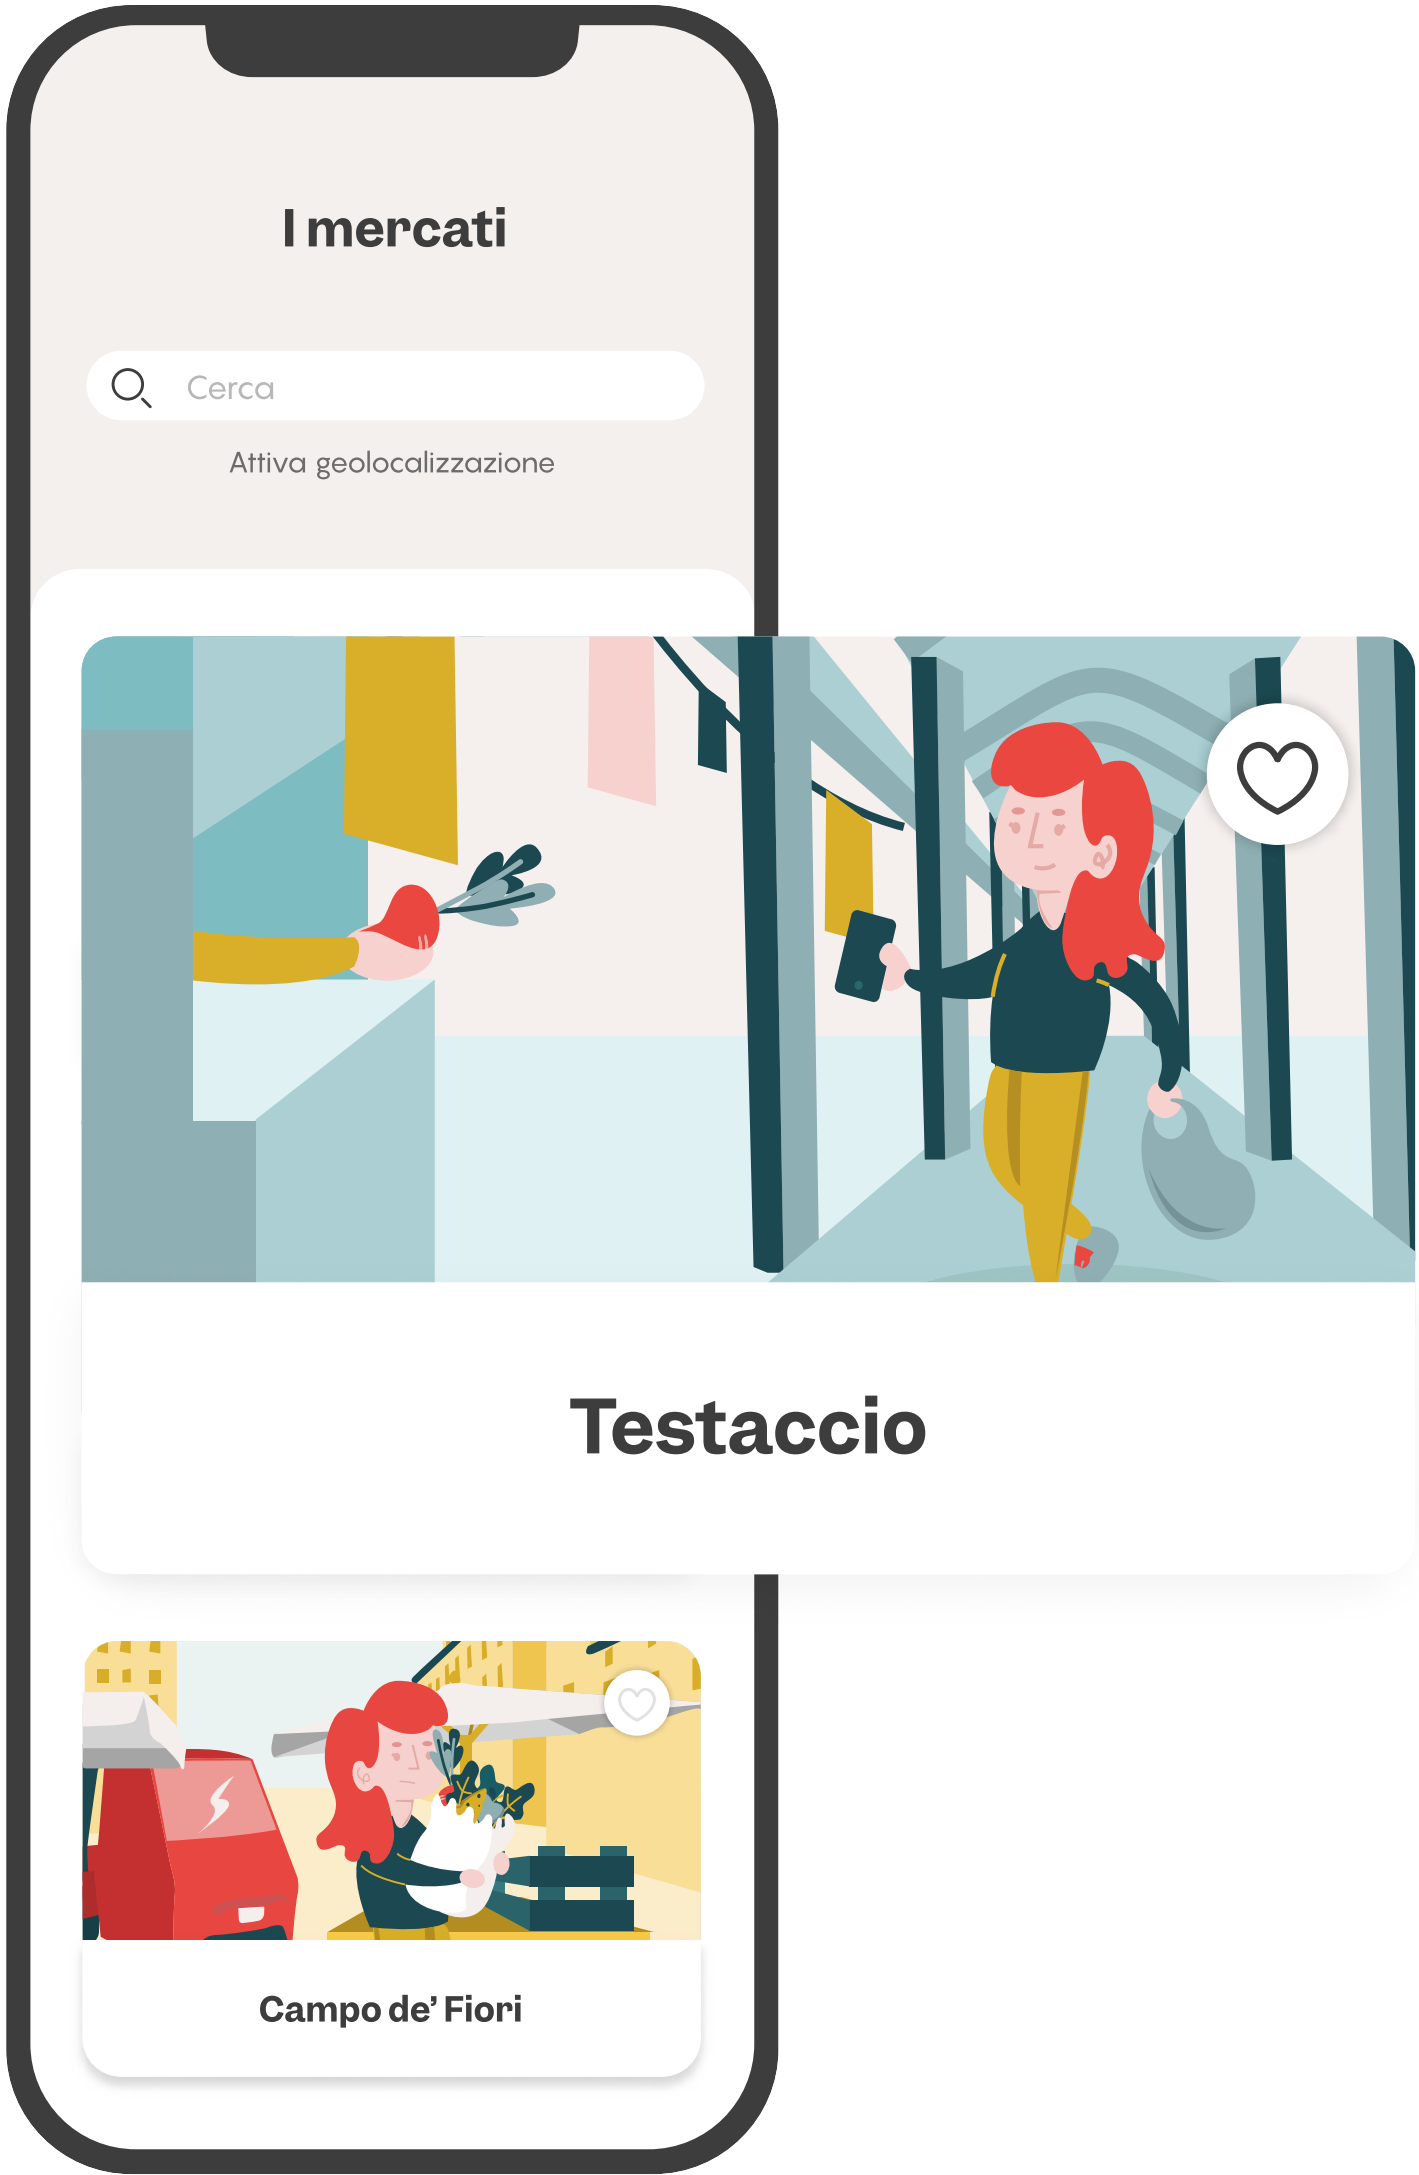 I mercati
Cerca
Attiva geolocalizzazione
Testaccio
Campo de’ Fiori